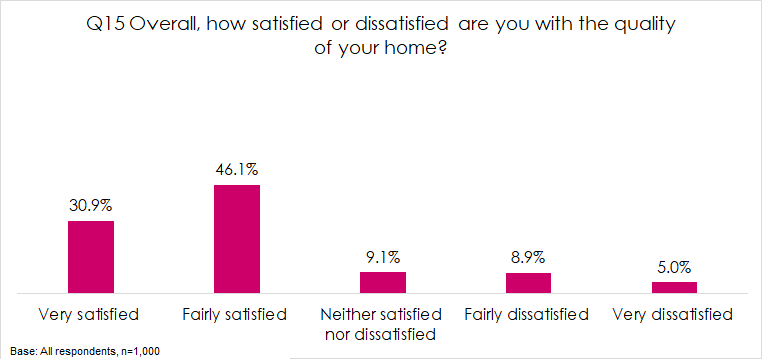 Q15 Overall, how satisfied or dissatisfied are you with the quality
of your home?
46.1%
30.9%
9.1%
8.9%
5.0%
Very satisfied
Fairly satisfied
Neither satisfied
nor dissatisfied
Fairly dissatisfied
Very dissatisfied
Base: All respondents, n=1,000